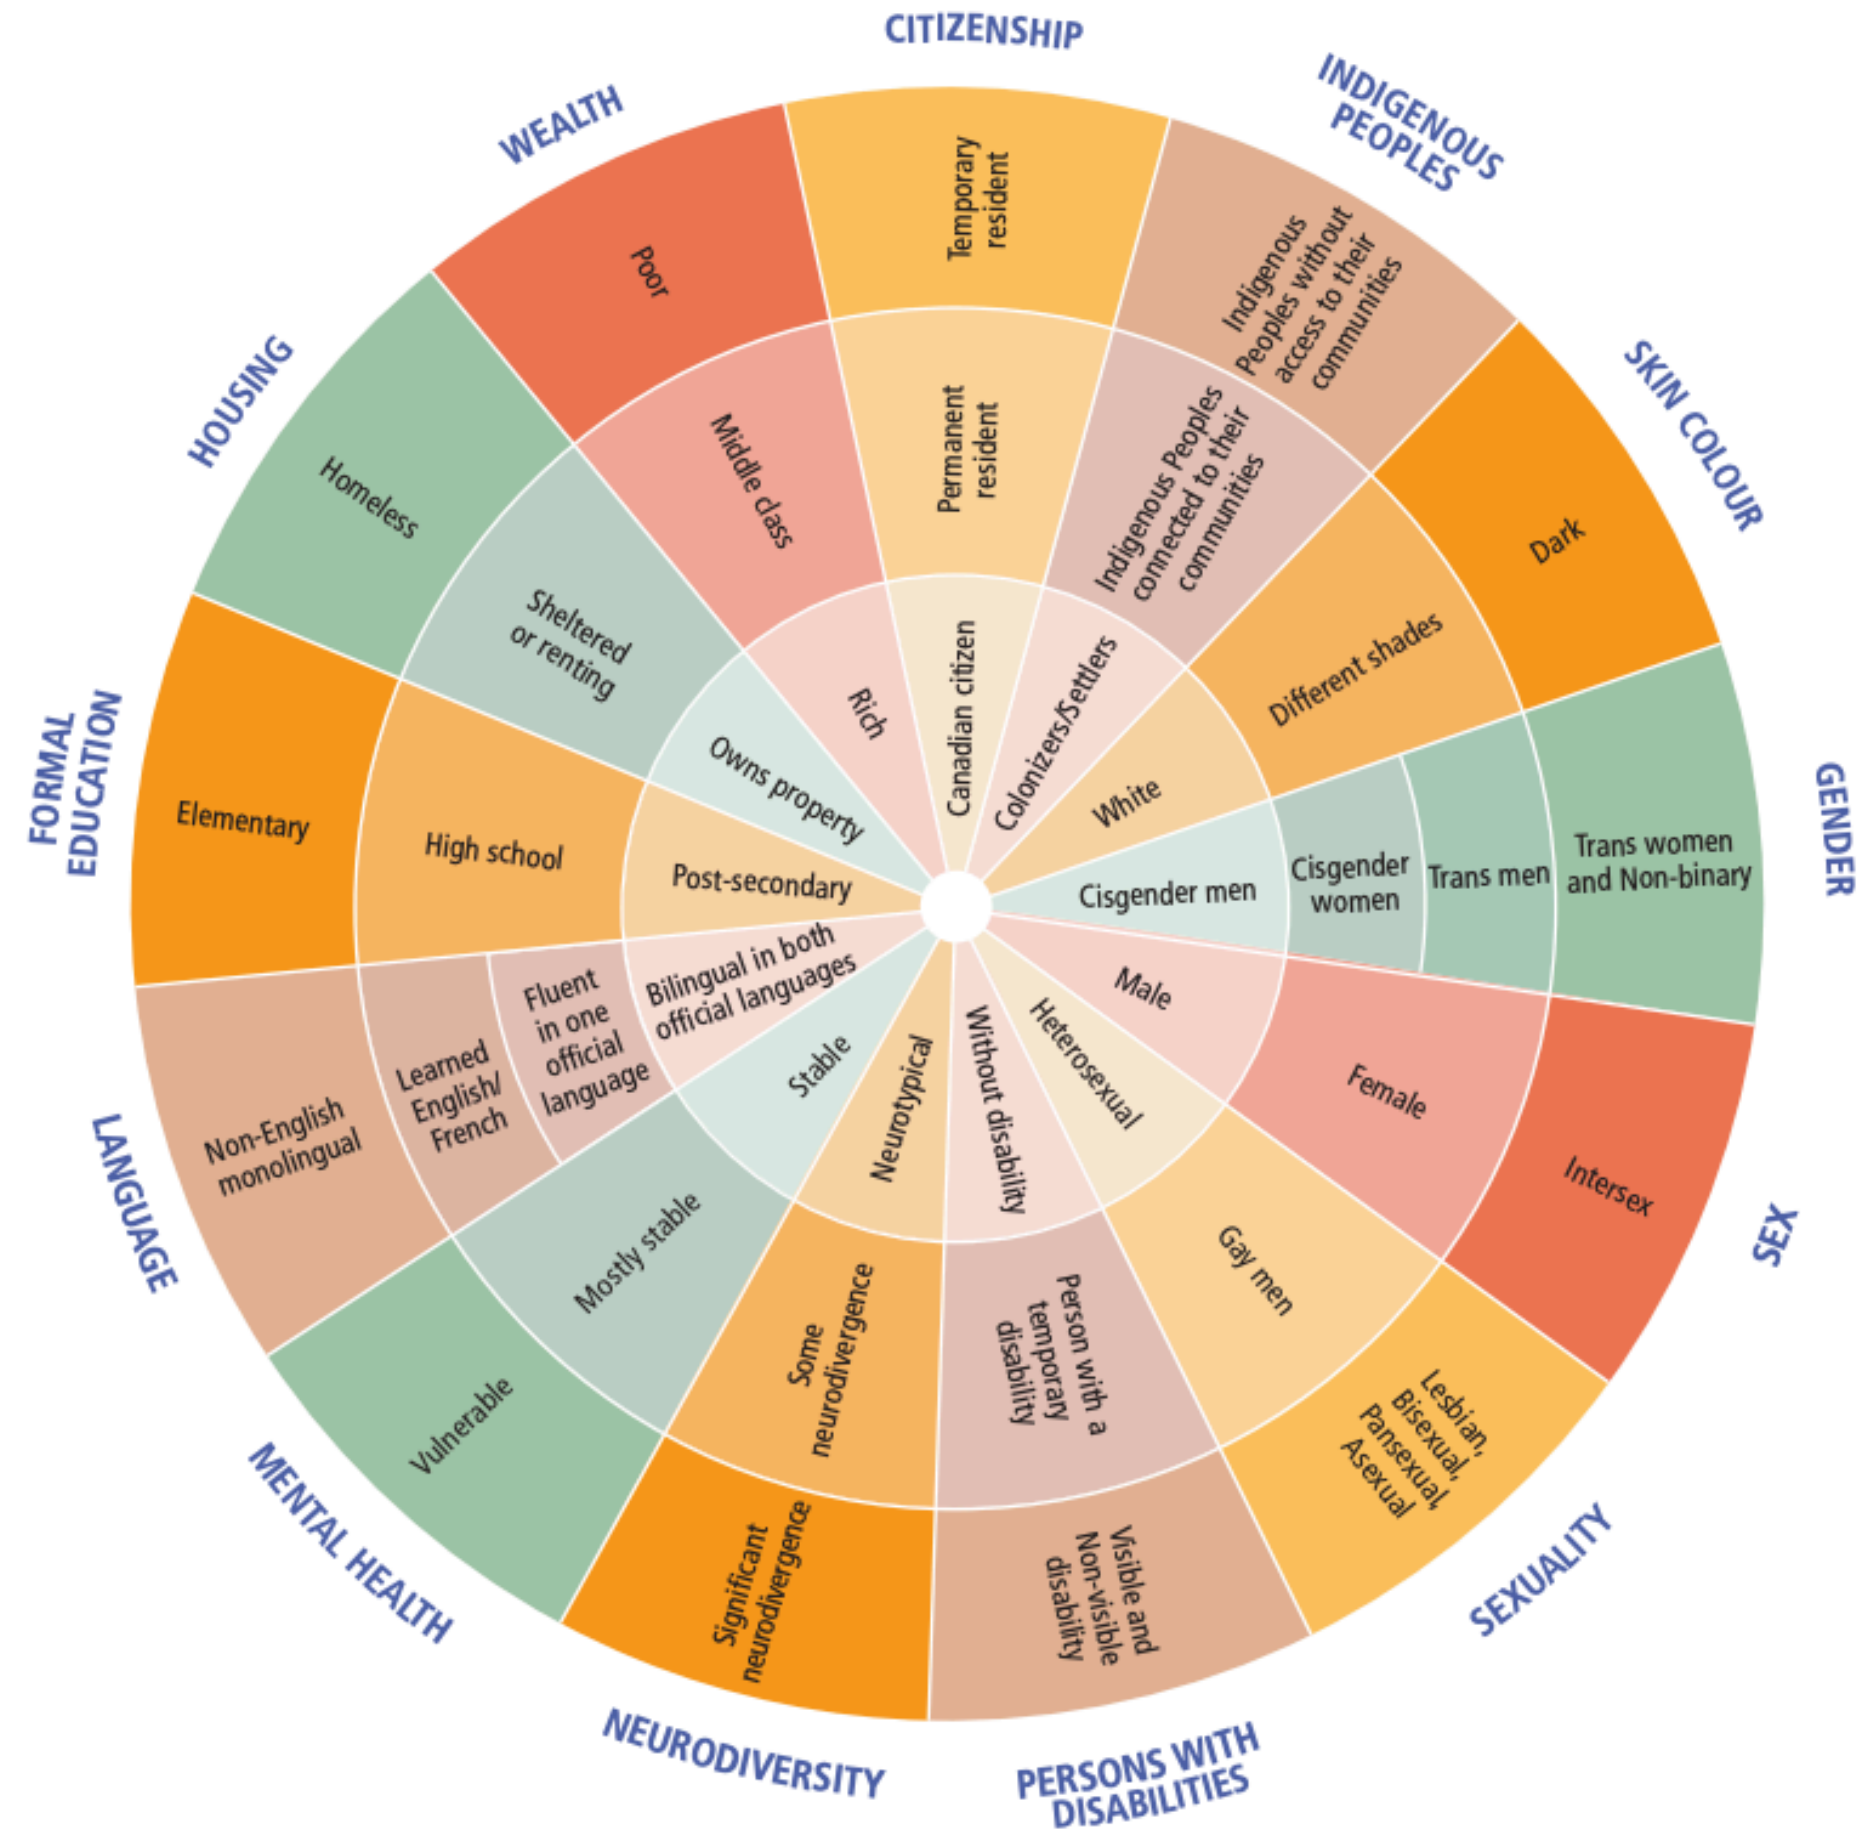 CITIZENSHIP
Temporary
resident
Permanent
resident
Canadian citizen
INDIGENOUS
PEOPLES
Indigenous
Peoples without
access to their
communities
Indigenous Peoples
connected to their
communities
Colonizers/Settlers
SKIN COLOUR
Dark
Different shades
White
GENDER
Trans women
and Non-binary
Trans men
Cisgender
women
Cisgender men
SEX
Intersex
Female
Male
SEXUALITY
Lesbian,
Bisexual,
Pansexual,
Asexual
Gay men
Heterosexual
PERSONS WITH
DISABILITIES
Visible and
Non-visible
disability
Person with a
temporary
disability
Without disability
NEURODIVERSITY
Significant
neurodivergence
Some
neurodivergence
Neurotypical
MENTAL HEALTH
Vulnerable
Mostly stable
Stable
LANGUAGE
Non-English
monolingual
Learned
English/
French
Fluent
in one
official
language
Bilingual in both
official languages
FORMAL
EDUCATION
Elementary
High school
Post-secondary
HOUSING
Homeless
Sheltered
or renting
Owns property
WEALTH
Poor
Middle class
Rich